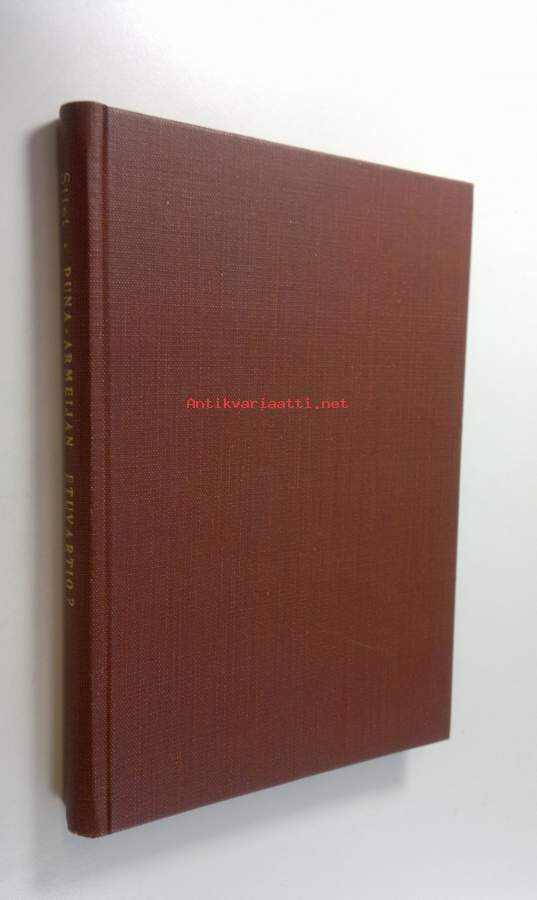 PUNA-ARMEIJAN ETUVARTIO?
Antikvariaatti.net